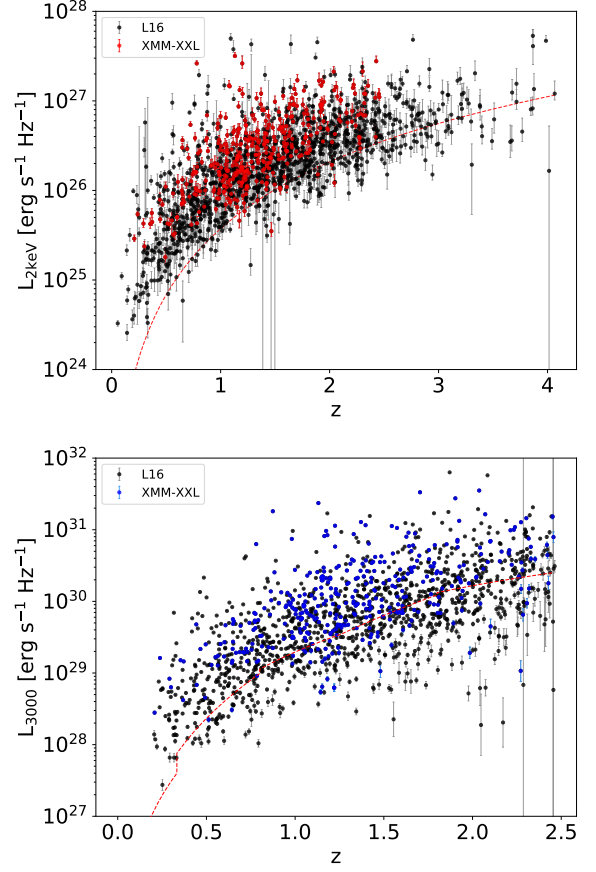 10^28
10^27
10^26
10^25
10^24
L_2keV [erg s^−1 Hz^−1]
L16
XMM-XXL
0 1 2 3 4
z
10^32
10^31
10^30
10^29
10^28
10^27
L_3000 [erg s^−1 Hz^−1]
L16
XMM-XXL
0.0 0.5 1.0 1.5 2.0 2.5
z